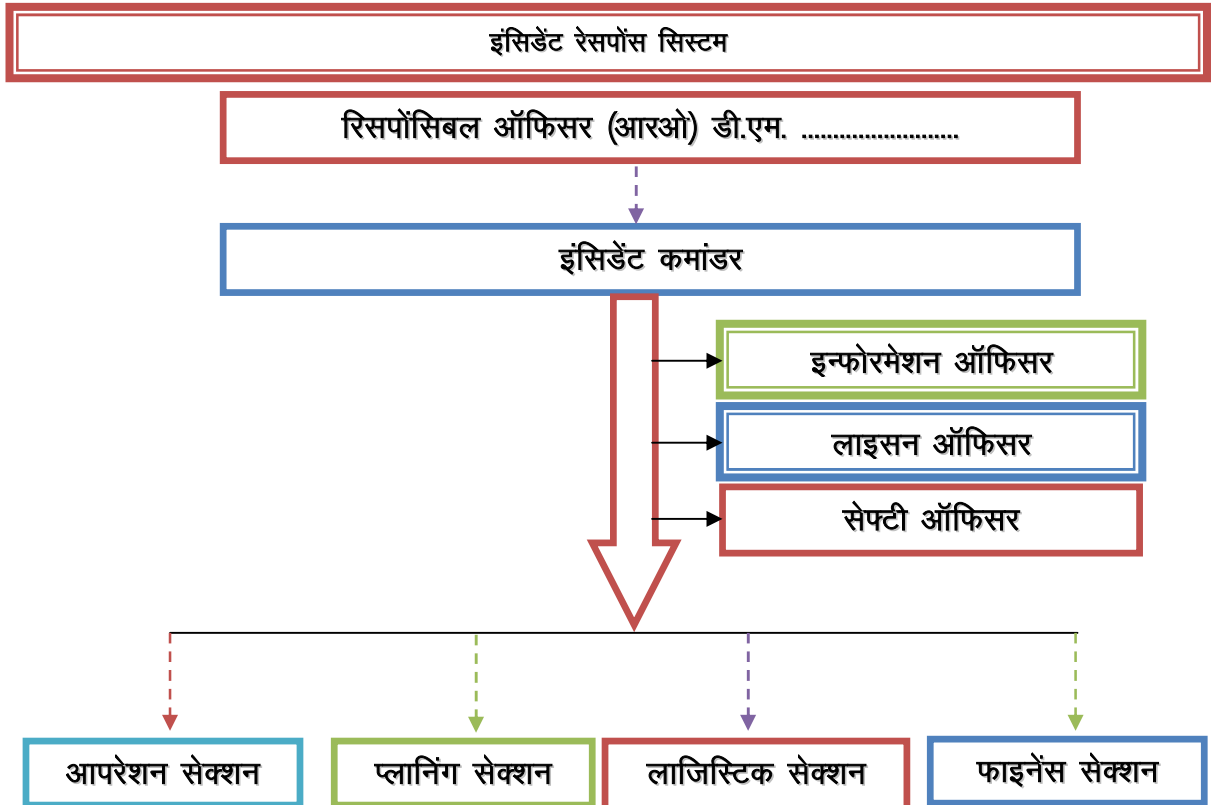 इंसिडेंट रेसपोंस सिस्टम
रिसपोंसिबल ऑफिसर (आरओ) डी.एम. .........................
इंसिडेंट कमांडर
इन्फोरमेशन ऑफिसर
लाइसन ऑफिसर
सेफ्टी ऑफिसर
आपरेशन सेक्शन
प्लानिंग सेक्शन
लाजिस्टिक सेक्शन
फाइनेंस सेक्शन